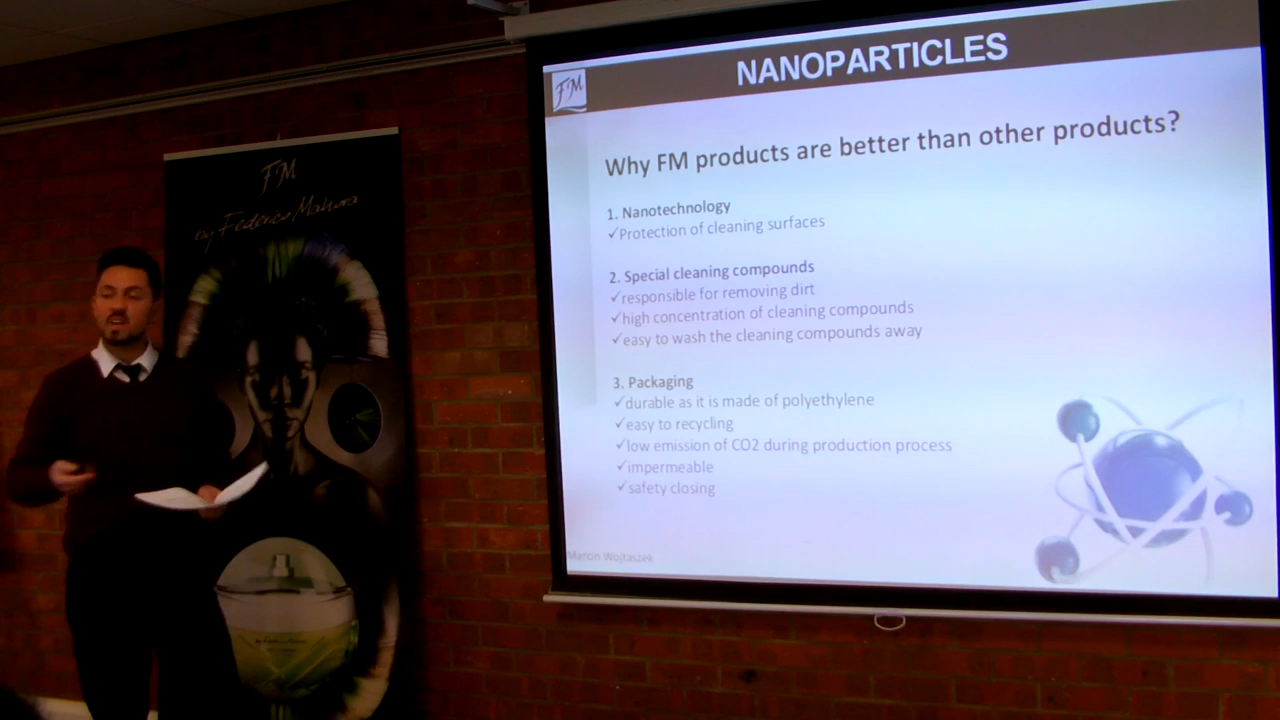 FM
by Federico Mahora
FM
NANOPARTICLES
Why FM products are better than other products?
1. Nanotechnology
✓Protection of cleaning surfaces
2. Special cleaning compounds
✓responsible for removing dirt
✓high concentration of cleaning compounds
✓easy to wash the cleaning compounds away
3. Packaging
✓durable as it is made of polyethylene
✓easy to recycling
✓low emission of CO2 during production process
✓impermeable
✓safety closing
Marcin Wojtaszek